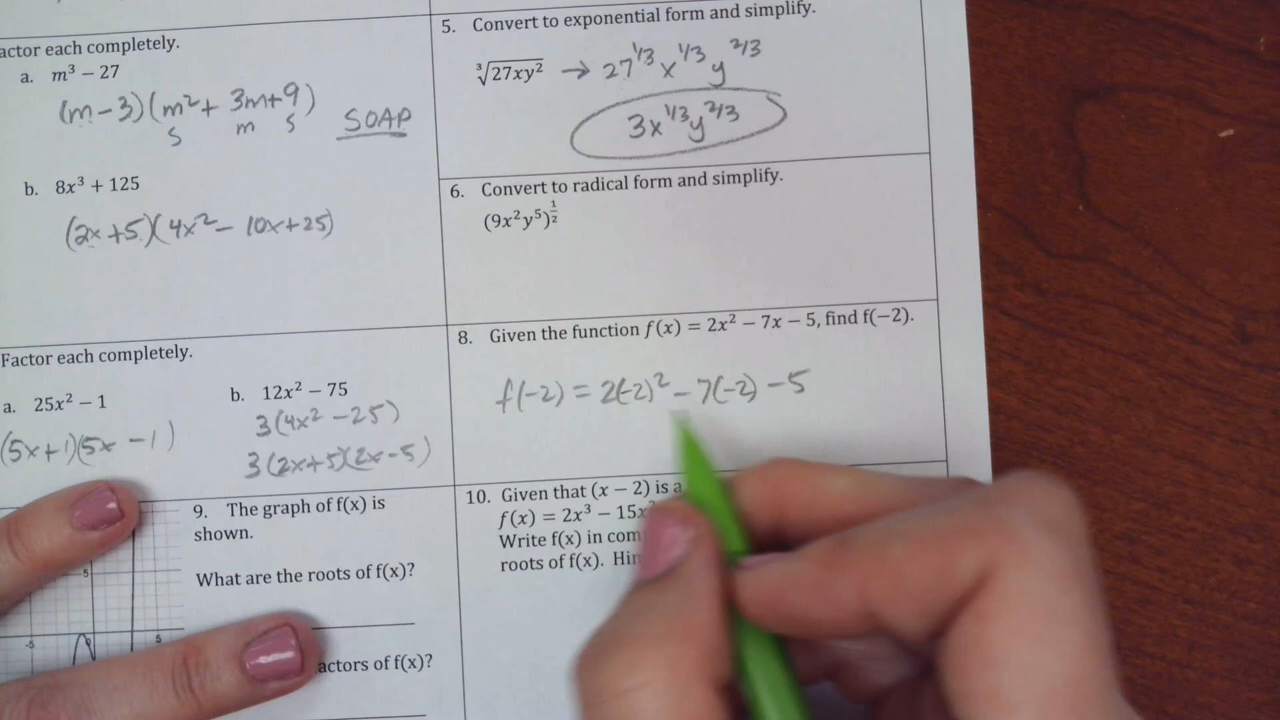 actor each completely.
a. m³ − 27
(m − 3)(m² + 3m + 9)
S m S SOAP
b. 8x³ + 125
(2x + 5)(4x² − 10x + 25)
5. Convert to exponential form and simplify.
∛27xy² → 27^1/3 x^1/3 y^2/3
3x^1/3 y^2/3
6. Convert to radical form and simplify.
(9x²y⁵)^1/2
Factor each completely.
a. 25x² − 1
(5x + 1)(5x − 1)
b. 12x² − 75
3(4x² − 25)
3(2x + 5)(2x − 5)
8. Given the function f(x) = 2x² − 7x − 5, find f(−2).
f(−2) = 2(−2)² − 7(−2) − 5
5
-5 5
9. The graph of f(x) is
shown.
What are the roots of f(x)?
actors of f(x)?
10. Given that (x − 2) is a
f(x) = 2x³ − 15x
Write f(x) in com
roots of f(x). Hin